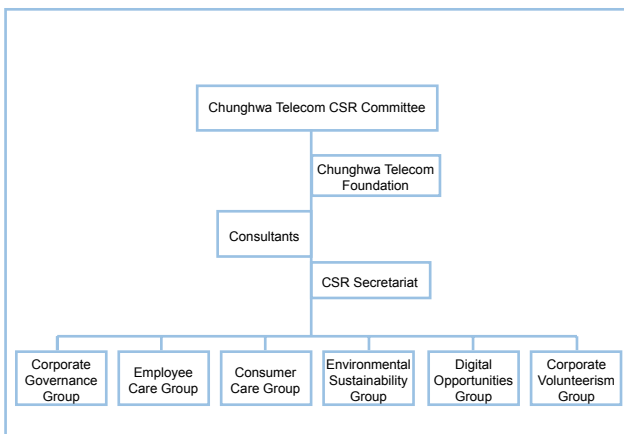 Chunghwa Telecom CSR Committee
Chunghwa Telecom
Foundation
Consultants
CSR Secretariat
Corporate
Governance
Group
Employee
Care Group
Consumer
Care Group
Environmental
Sustainability
Group
Digital
Opportunities
Group
Corporate
Volunteerism
Group